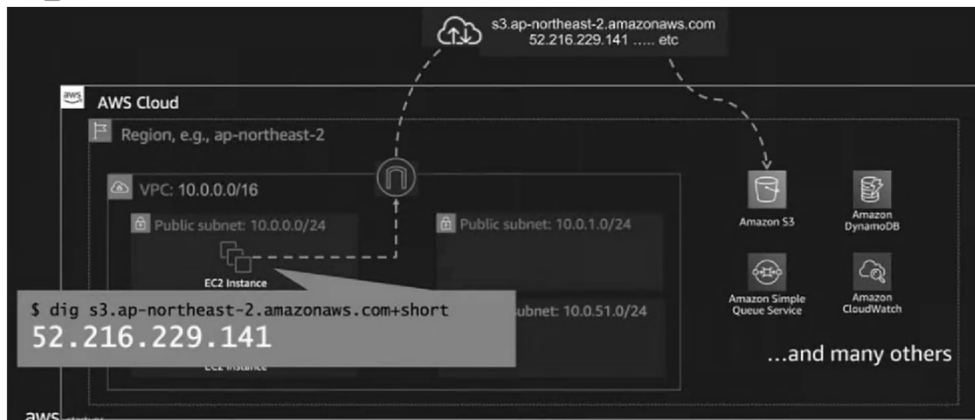 s3.ap-northeast-2.amazonaws.com
52.216.229.141 ..... etc
aws
AWS Cloud
Region, e.g., ap-northeast-2
VPC: 10.0.0.0/16
Public subnet: 10.0.0.0/24
Public subnet: 10.0.1.0/24
EC2 Instance
Amazon S3
Amazon
DynamoDB
$ dig s3.ap-northeast-2.amazonaws.com+short
52.216.229.141
ubnet: 10.0.51.0/24
EC2 Instance
Amazon Simple
Queue Service
Amazon
CloudWatch
...and many others
aws